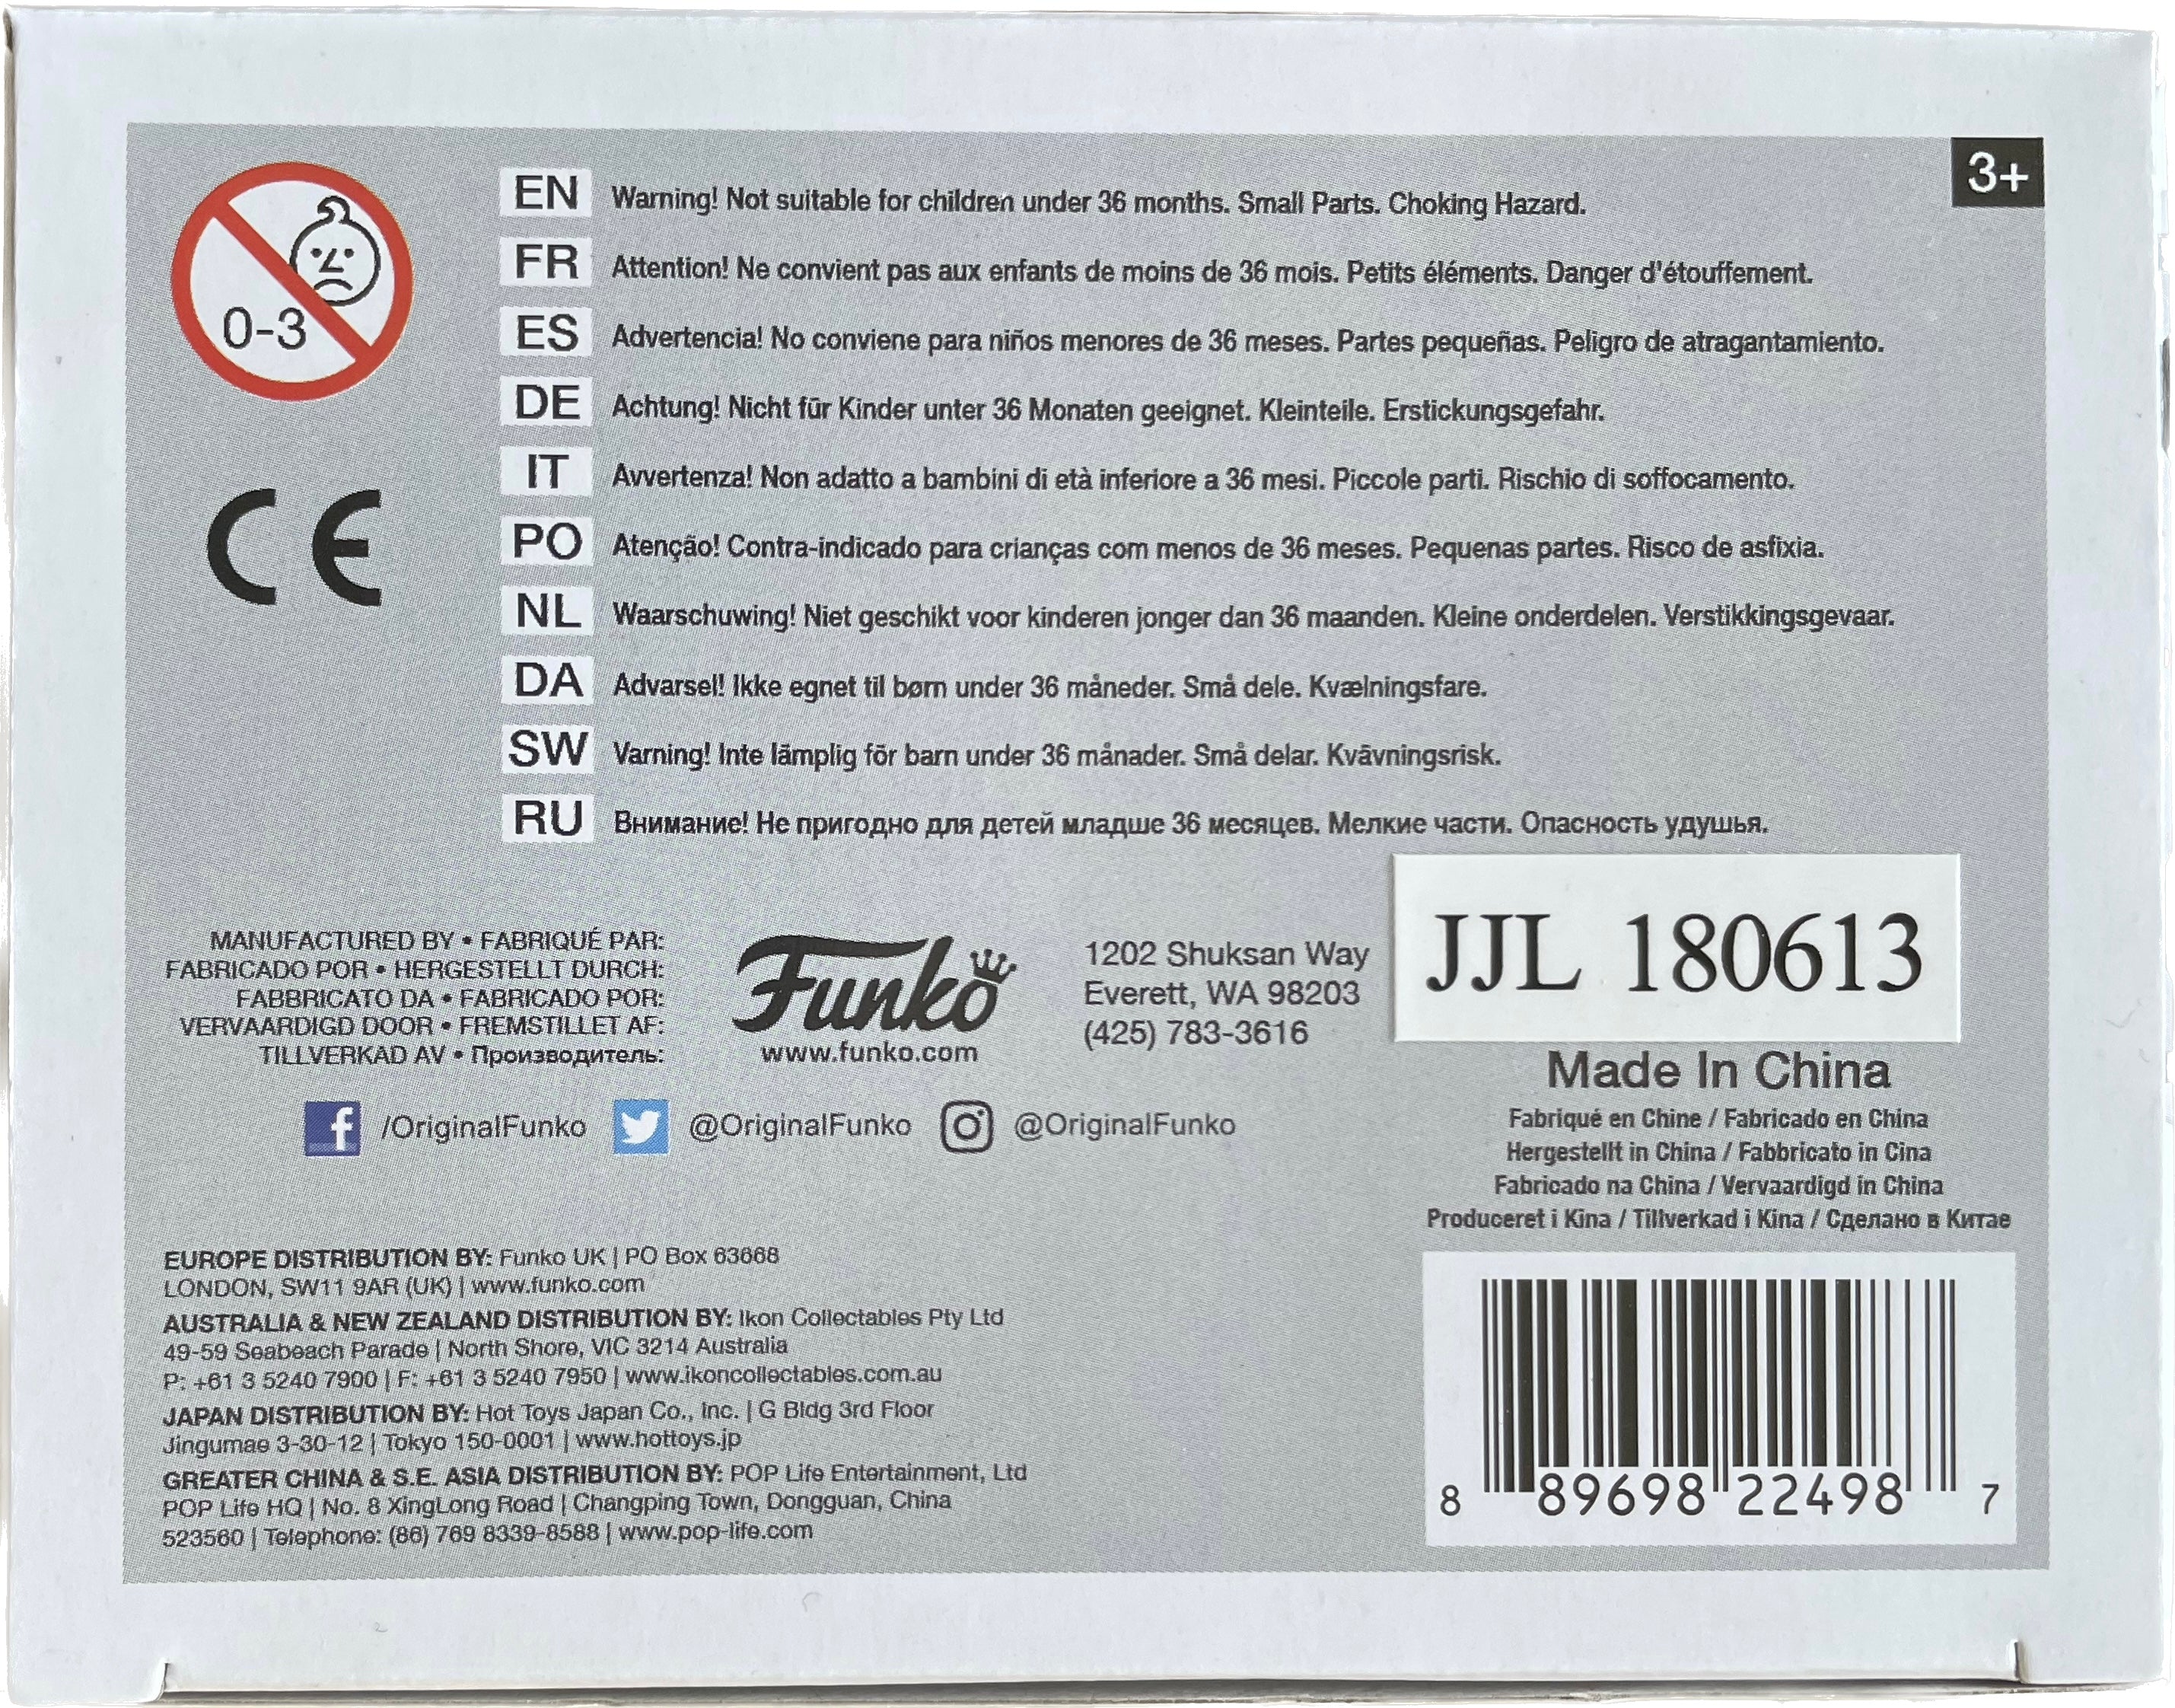 3+
0-3
EN Warning! Not suitable for children under 36 months. Small Parts. Choking Hazard.
FR Attention! Ne convient pas aux enfants de moins de 36 mois. Petits éléments. Danger d'étouffement.
ES Advertencia! No conviene para niños menores de 36 meses. Partes pequeñas. Peligro de atragantamiento.
DE Achtung! Nicht für Kinder unter 36 Monaten geeignet. Kleinteile. Erstickungsgefahr.
IT Avvertenza! Non adatto a bambini di età inferiore a 36 mesi. Piccole parti. Rischio di soffocamento.
CE
PO Atenção! Contra-indicado para crianças com menos de 36 meses. Pequenas partes. Risco de asfixia.
NL Waarschuwing! Niet geschikt voor kinderen jonger dan 36 maanden. Kleine onderdelen. Verstikkingsgevaar.
DA Advarsel! Ikke egnet til børn under 36 måneder. Små dele. Kvælningsfare.
SW Varning! Inte lämplig för barn under 36 månader. Små delar. Kvävningsrisk.
RU Внимание! Не пригодно для детей младше 36 месяцев. Мелкие части. Опасность удушья.
MANUFACTURED BY • FABRIQUÉ PAR:
FABRICADO POR • HERGESTELLT DURCH:
FABBRICATO DA • FABRICADO POR:
VERVAARDIGD DOOR • FREMSTILLET AF:
TILLVERKAD AV • Производитель:
Funko
www.funko.com
1202 Shuksan Way
Everett, WA 98203
(425) 783-3616
JJL 180613
Made In China
Fabriqué en Chine / Fabricado en China
Hergestellt in China / Fabbricato in Cina
Fabricado na China / Vervaardigd in China
Produceret i Kina / Tillverkad i Kina / Сделано в Китае
f /OriginalFunko @OriginalFunko @OriginalFunko
EUROPE DISTRIBUTION BY: Funko UK | PO Box 63668
LONDON, SW11 9AR (UK) | www.funko.com
AUSTRALIA & NEW ZEALAND DISTRIBUTION BY: Ikon Collectables Pty Ltd
49-59 Seabeach Parade | North Shore, VIC 3214 Australia
P: +61 3 5240 7900 | F: +61 3 5240 7950 | www.ikoncollectables.com.au
JAPAN DISTRIBUTION BY: Hot Toys Japan Co., Inc. | G Bldg 3rd Floor
Jingumae 3-30-12 | Tokyo 150-0001 | www.hottoys.jp
GREATER CHINA & S.E. ASIA DISTRIBUTION BY: POP Life Entertainment, Ltd
POP Life HQ | No. 8 XingLong Road | Changping Town, Dongguan, China
523560 | Telephone: (86) 769 8339-8588 | www.pop-life.com
8 89698 22498 7